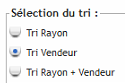 Sélection du tri :
Tri Rayon
Tri Vendeur
Tri Rayon + Vendeur